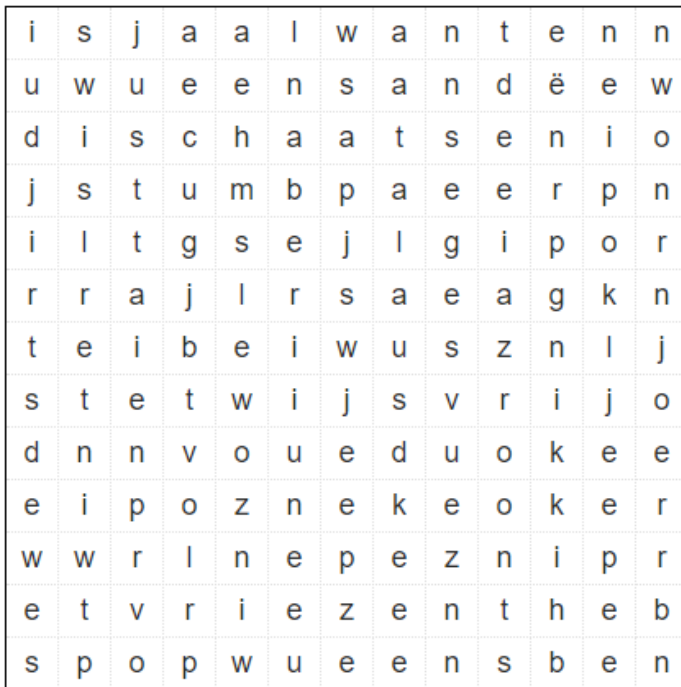 i s j a a l w a n t e n n
u w u e e n s a n d ë e w
d i s c h a a t s e n i o
j s t u m b p a e e r p n
i l t g s e j l g i p o r
r r a j l r s a e a g k n
t e i b e i w u s z n l j
s t e t w i j s v r i j o
d n n v o u e d u o k e e
e i p o z n e k e o k e r
w w r l n e p e z n i p r
e t v r i e z e n t h e b
s p o p w u e e n s b e n